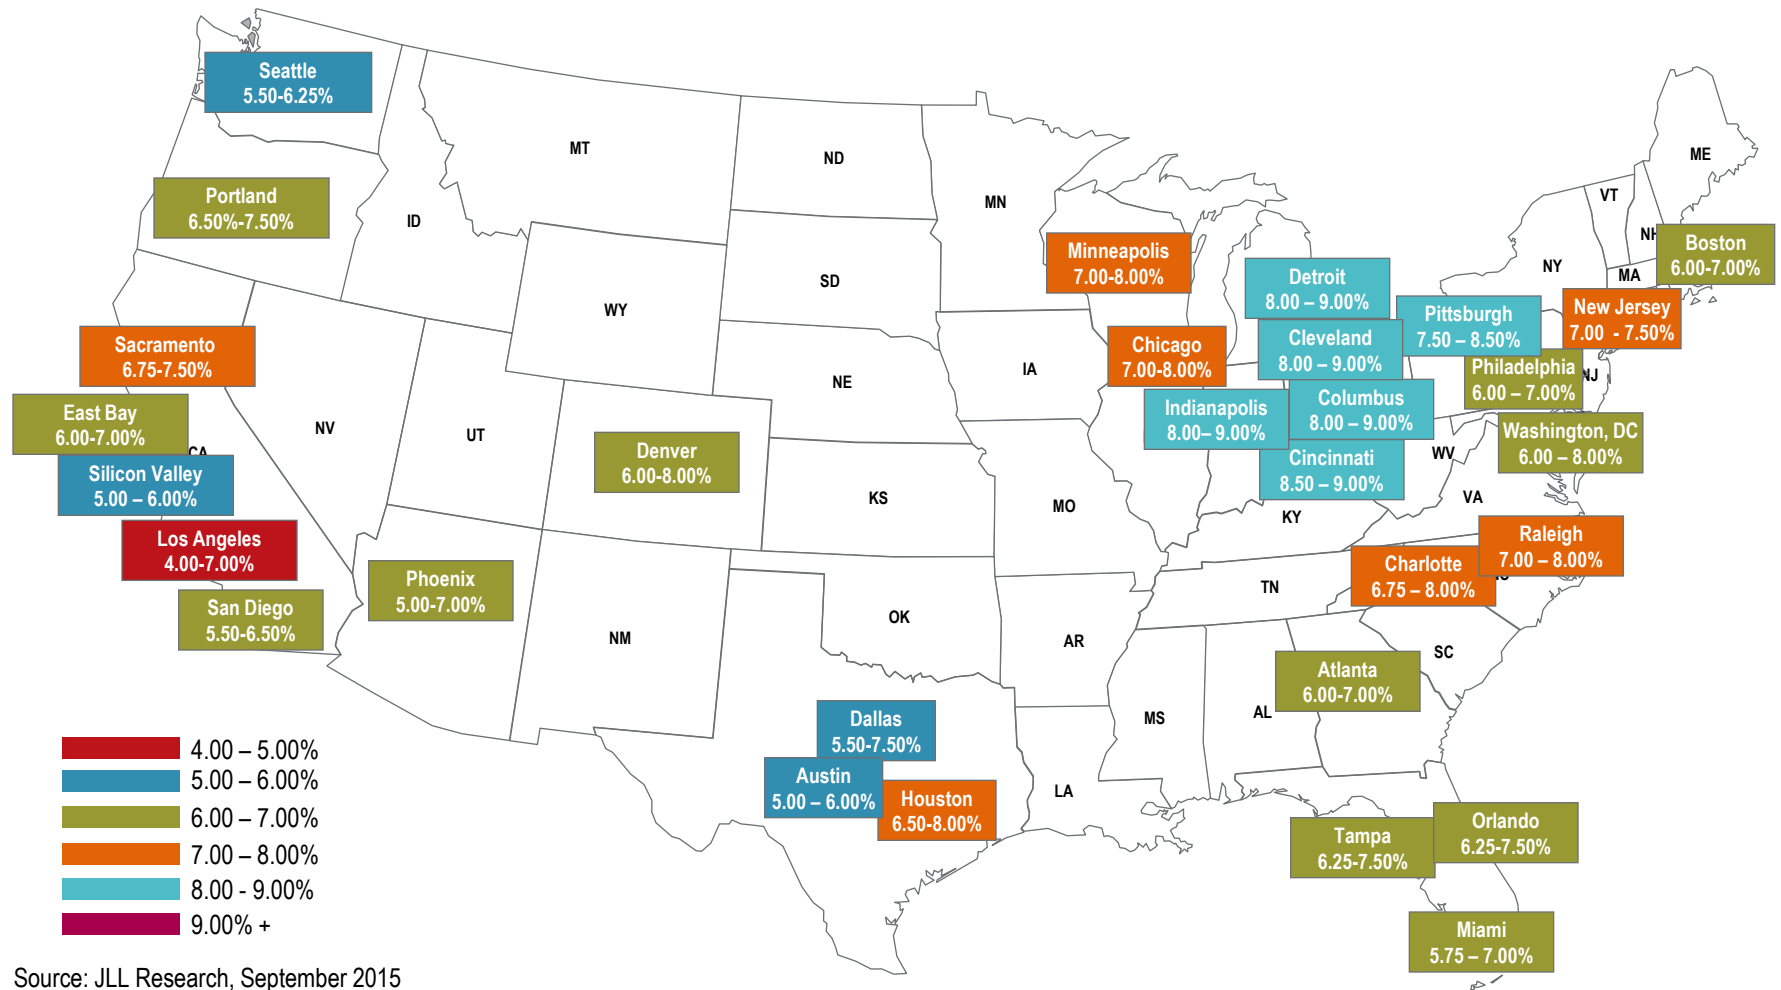 Seattle
5.50-6.25%
Portland
6.50%-7.50%
Sacramento
6.75-7.50%
East Bay
6.00-7.00%
CA
Silicon Valley
5.00 – 6.00%
Los Angeles
4.00-7.00%
San Diego
5.50-6.50%
Phoenix
5.00-7.00%
Denver
6.00-8.00%
MT
ID
WY
NV
UT
NM
ND
SD
NE
KS
OK
MN
IA
MO
AR
LA
MS
AL
TN
KY
WV
VA
SC
NY
VT
NH
MA
ME
NJ
Minneapolis
7.00-8.00%
Chicago
7.00-8.00%
Detroit
8.00 – 9.00%
Cleveland
8.00 – 9.00%
Indianapolis
8.00– 9.00%
Columbus
8.00 – 9.00%
Cincinnati
8.50 – 9.00%
Pittsburgh
7.50 – 8.50%
Boston
6.00-7.00%
New Jersey
7.00 - 7.50%
Philadelphia
6.00 – 7.00%
Washington, DC
6.00 – 8.00%
Raleigh
7.00 – 8.00%
Charlotte
6.75 – 8.00%
Atlanta
6.00-7.00%
Dallas
5.50-7.50%
Austin
5.00 – 6.00%
Houston
6.50-8.00%
Tampa
6.25-7.50%
Orlando
6.25-7.50%
Miami
5.75 – 7.00%
4.00 – 5.00%
5.00 – 6.00%
6.00 – 7.00%
7.00 – 8.00%
8.00 - 9.00%
9.00% +
Source: JLL Research, September 2015